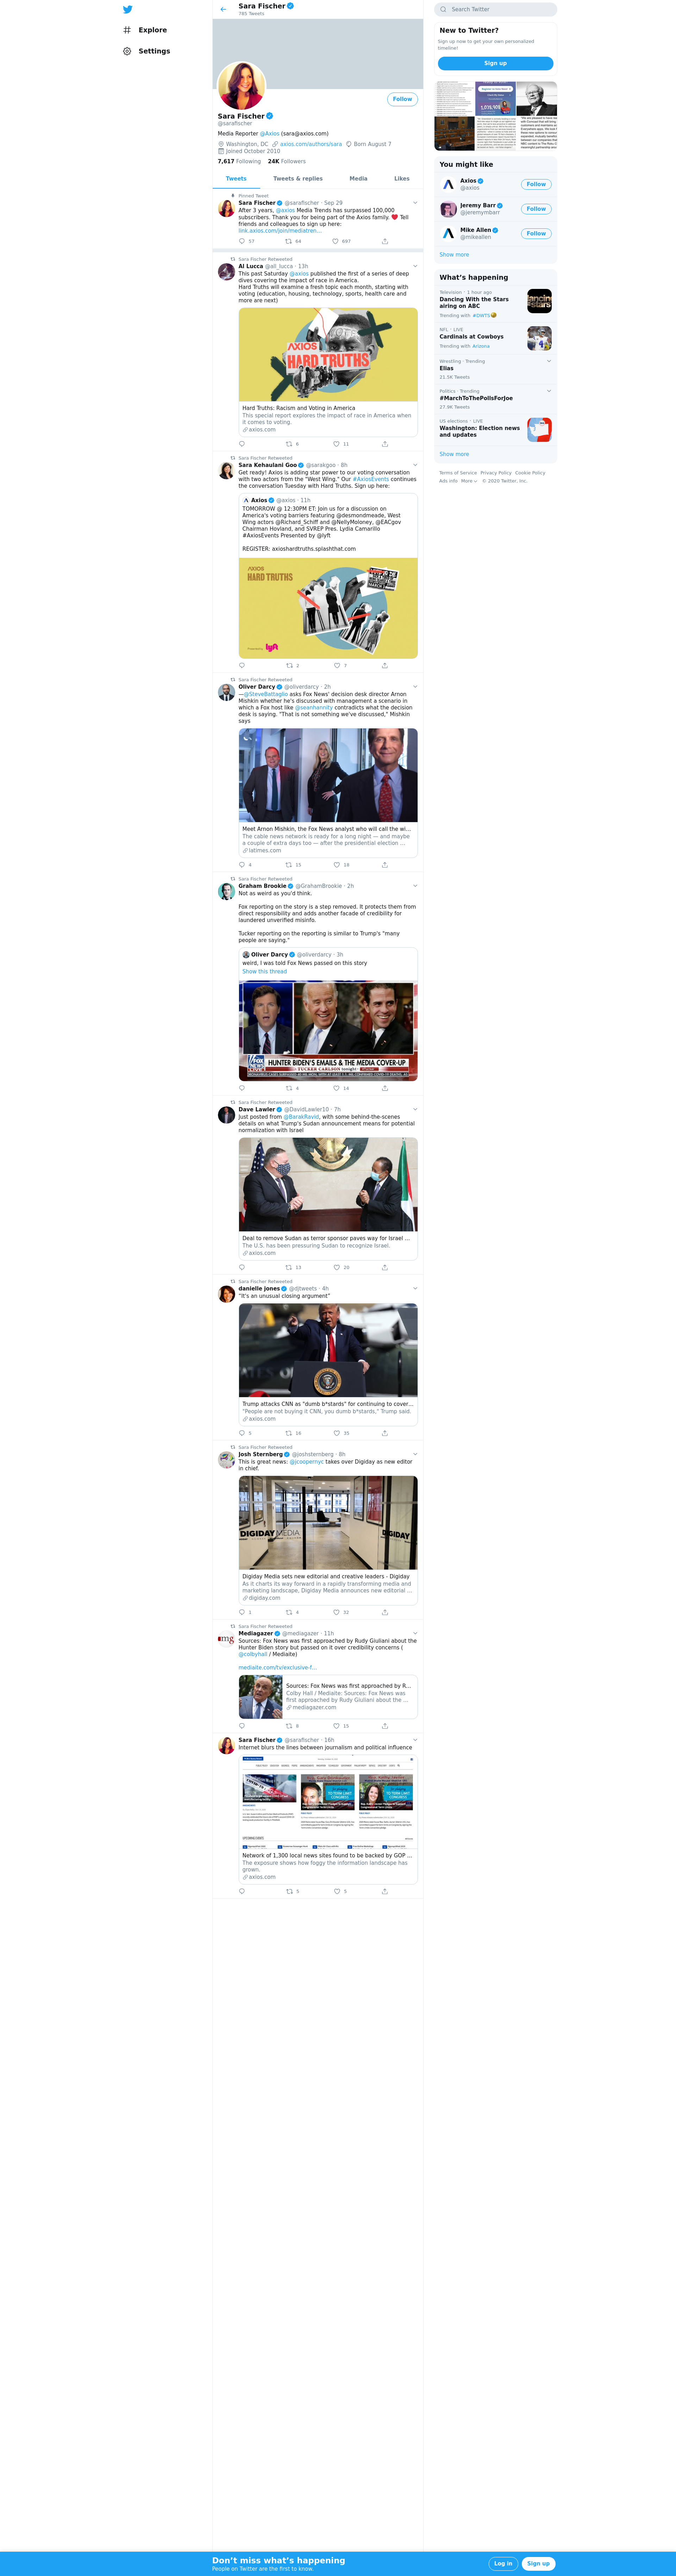 Explore
Settings
Sara Fischer
785 Tweets
Follow
Sara Fischer
@sarafischer
Media Reporter @Axios (sara@axios.com)
Washington, DC axios.com/authors/sara Born August 7
Joined October 2010
7,617 Following 24K Followers
Tweets Tweets & replies Media Likes
Pinned Tweet
Sara Fischer @sarafischer · Sep 29
After 3 years, @axios Media Trends has surpassed 100,000
subscribers. Thank you for being part of the Axios family. ❤️ Tell
friends and colleagues to sign up here:
link.axios.com/join/mediatren…
57 64 697
Sara Fischer Retweeted
Al Lucca @all_lucca · 13h
This past Saturday @axios published the first of a series of deep
dives covering the impact of race in America.
Hard Truths will examine a fresh topic each month, starting with
voting (education, housing, technology, sports, health care and
more are next)
AXIOS
HARD TRUTHS
Hard Truths: Racism and Voting in America
This special report explores the impact of race in America when
it comes to voting.
axios.com
6 11
Sara Fischer Retweeted
Sara Kehaulani Goo @sarakgoo · 8h
Get ready! Axios is adding star power to our voting conversation
with two actors from the "West Wing." Our #AxiosEvents continues
the conversation Tuesday with Hard Truths. Sign up here:
Axios @axios · 11h
TOMORROW @ 12:30PM ET: Join us for a discussion on
America's voting barriers featuring @desmondmeade, West
Wing actors @Richard_Schiff and @NellyMoloney, @EACgov
Chairman Hovland, and SVREP Pres. Lydia Camarillo
#AxiosEvents Presented by @lyft
REGISTER: axioshardtruths.splashthat.com
AXIOS
HARD TRUTHS
lyft
2 7
Sara Fischer Retweeted
Oliver Darcy @oliverdarcy · 2h
—@SteveBattaglio asks Fox News' decision desk director Arnon
Mishkin whether he's discussed with management a scenario in
which a Fox host like @seanhannity contradicts what the decision
desk is saying. "That is not something we've discussed," Mishkin
says
Meet Arnon Mishkin, the Fox News analyst who will call the wi…
The cable news network is ready for a long night — and maybe
a couple of extra days too — after the presidential election …
latimes.com
4 15 18
Sara Fischer Retweeted
Graham Brookie @GrahamBrookie · 2h
Not as weird as you'd think.
Fox reporting on the story is a step removed. It protects them from
direct responsibility and adds another facade of credibility for
laundered unverified misinfo.
Tucker reporting on the reporting is similar to Trump's "many
people are saying."
Oliver Darcy @oliverdarcy · 3h
weird, I was told Fox News passed on this story
Show this thread
HUNTER BIDEN'S EMAILS & THE MEDIA COVER-UP
TUCKER CARLSON tonight
4 14
Sara Fischer Retweeted
Dave Lawler @DavidLawler10 · 7h
Just posted from @BarakRavid, with some behind-the-scenes
details on what Trump's Sudan announcement means for potential
normalization with Israel
Deal to remove Sudan as terror sponsor paves way for Israel …
The U.S. has been pressuring Sudan to recognize Israel.
axios.com
13 20
Sara Fischer Retweeted
danielle jones @djtweets · 4h
"It's an unusual closing argument"
Trump attacks CNN as "dumb b*stards" for continuing to cover…
"People are not buying it CNN, you dumb b*stards," Trump said.
axios.com
5 16 35
Sara Fischer Retweeted
Josh Sternberg @joshsternberg · 8h
This is great news: @jcoopernyc takes over Digiday as new editor
in chief.
DIGIDAY MEDIA
DIGIDAY
Digiday Media sets new editorial and creative leaders - Digiday
As it charts its way forward in a rapidly transforming media and
marketing landscape, Digiday Media announces new editorial …
digiday.com
1 4 32
Sara Fischer Retweeted
mg
Mediagazer @mediagazer · 11h
Sources: Fox News was first approached by Rudy Giuliani about the
Hunter Biden story but passed on it over credibility concerns (
@colbyhall / Mediaite)
mediaite.com/tv/exclusive-f…
Sources: Fox News was first approached by R…
Colby Hall / Mediaite: Sources: Fox News was
first approached by Rudy Giuliani about the …
mediagazer.com
8 15
Sara Fischer @sarafischer · 16h
Internet blurs the lines between journalism and political influence
Network of 1,300 local news sites found to be backed by GOP …
The exposure shows how foggy the information landscape has
grown.
axios.com
5 5
Search Twitter
New to Twitter?
Sign up now to get your own personalized
timeline!
Sign up
You might like
Axios
@axios
Follow
Jeremy Barr
@jeremymbarr
Follow
Mike Allen
@mikeallen
Follow
Show more
What's happening
Television · 1 hour ago
Dancing With the Stars
airing on ABC
Trending with #DWTS
NFL · LIVE
Cardinals at Cowboys
Trending with Arizona
Wrestling · Trending
Elias
21.5K Tweets
Politics · Trending
#MarchToThePollsForJoe
27.9K Tweets
US elections · LIVE
Washington: Election news
and updates
Show more
Terms of Service Privacy Policy Cookie Policy
Ads info More © 2020 Twitter, Inc.
Don't miss what's happening
People on Twitter are the first to know.
Log in Sign up